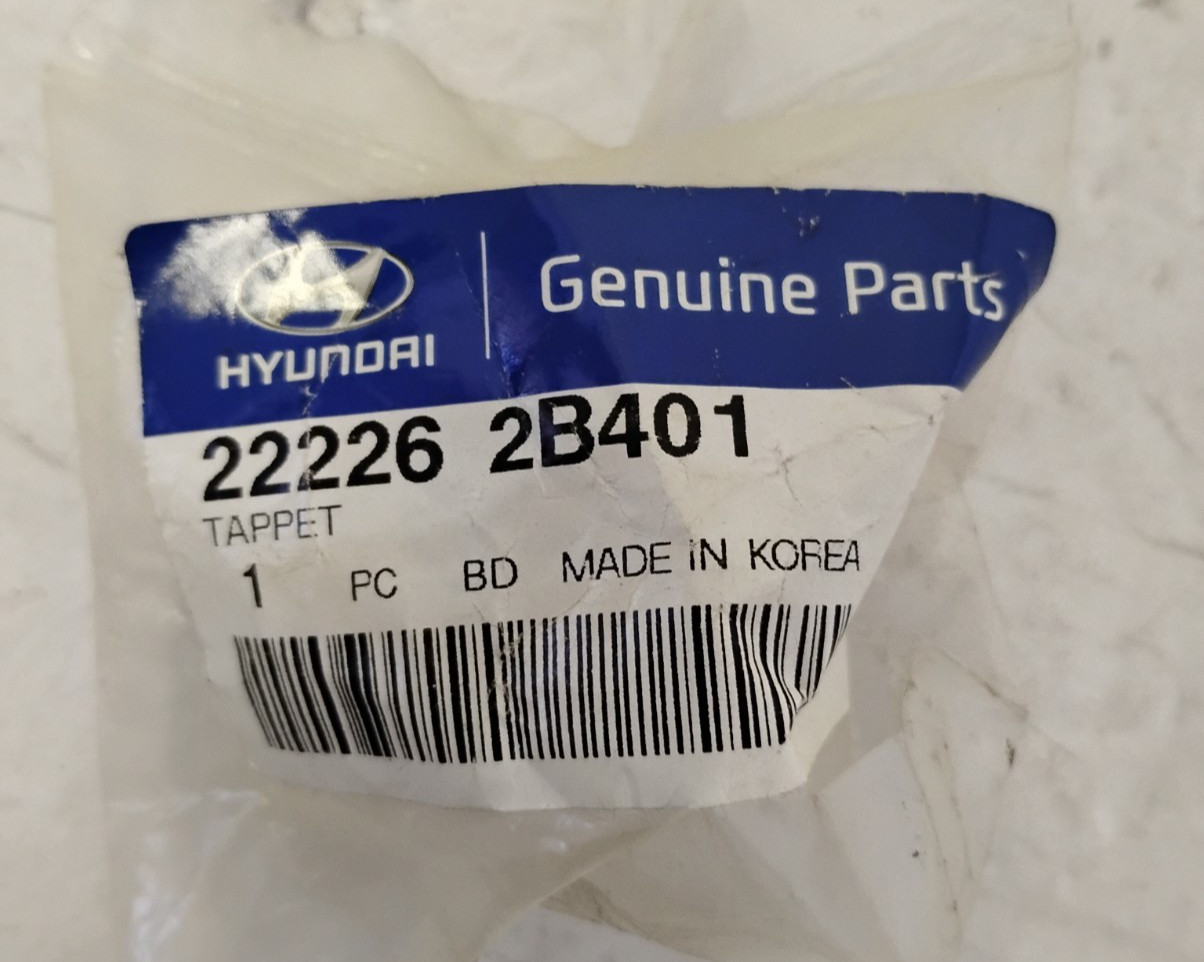 HYUNDAI
Genuine Parts
22226 2B401
TAPPET
1 PC BD MADE IN KOREA